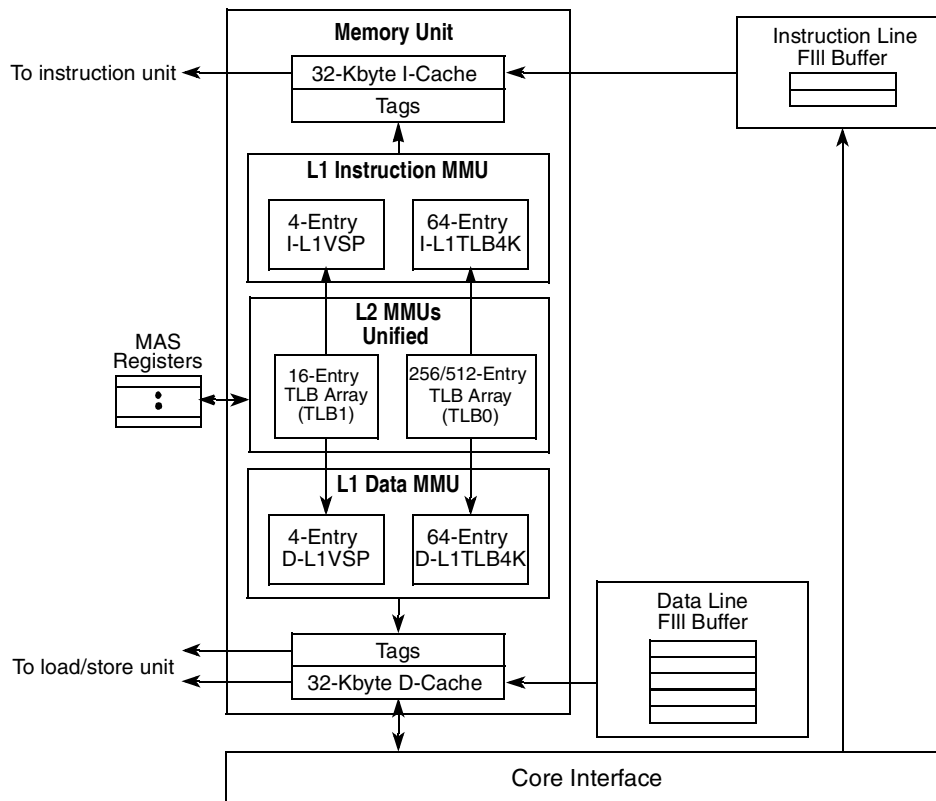 Memory Unit
Instruction Line
FIll Buffer
To instruction unit
32-Kbyte I-Cache
Tags
L1 Instruction MMU
4-Entry
I-L1VSP
64-Entry
I-L1TLB4K
L2 MMUs
Unified
MAS
Registers
16-Entry
TLB Array
(TLB1)
256/512-Entry
TLB Array
(TLB0)
L1 Data MMU
4-Entry
D-L1VSP
64-Entry
D-L1TLB4K
Data Line
FIll Buffer
To load/store unit
Tags
32-Kbyte D-Cache
Core Interface